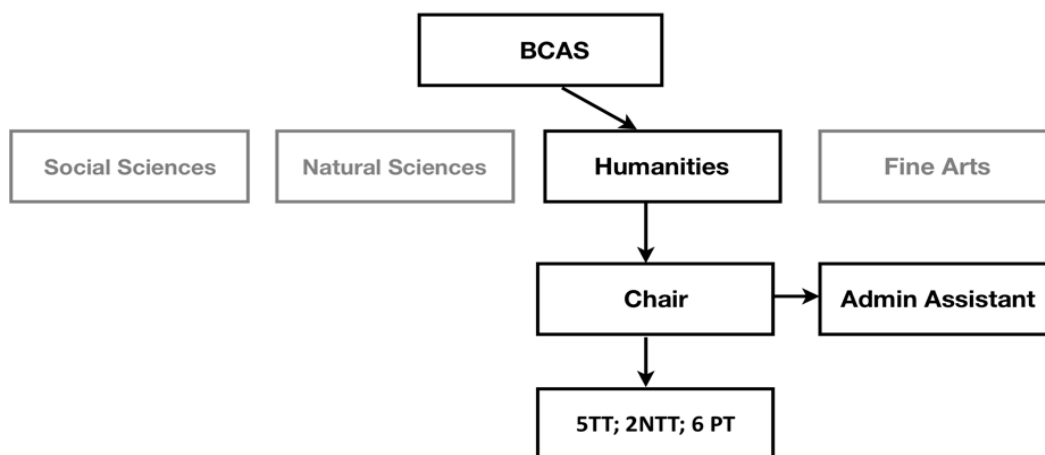 BCAS
Social Sciences
Natural Sciences
Humanities
Fine Arts
Chair
Admin Assistant
5TT; 2NTT; 6 PT